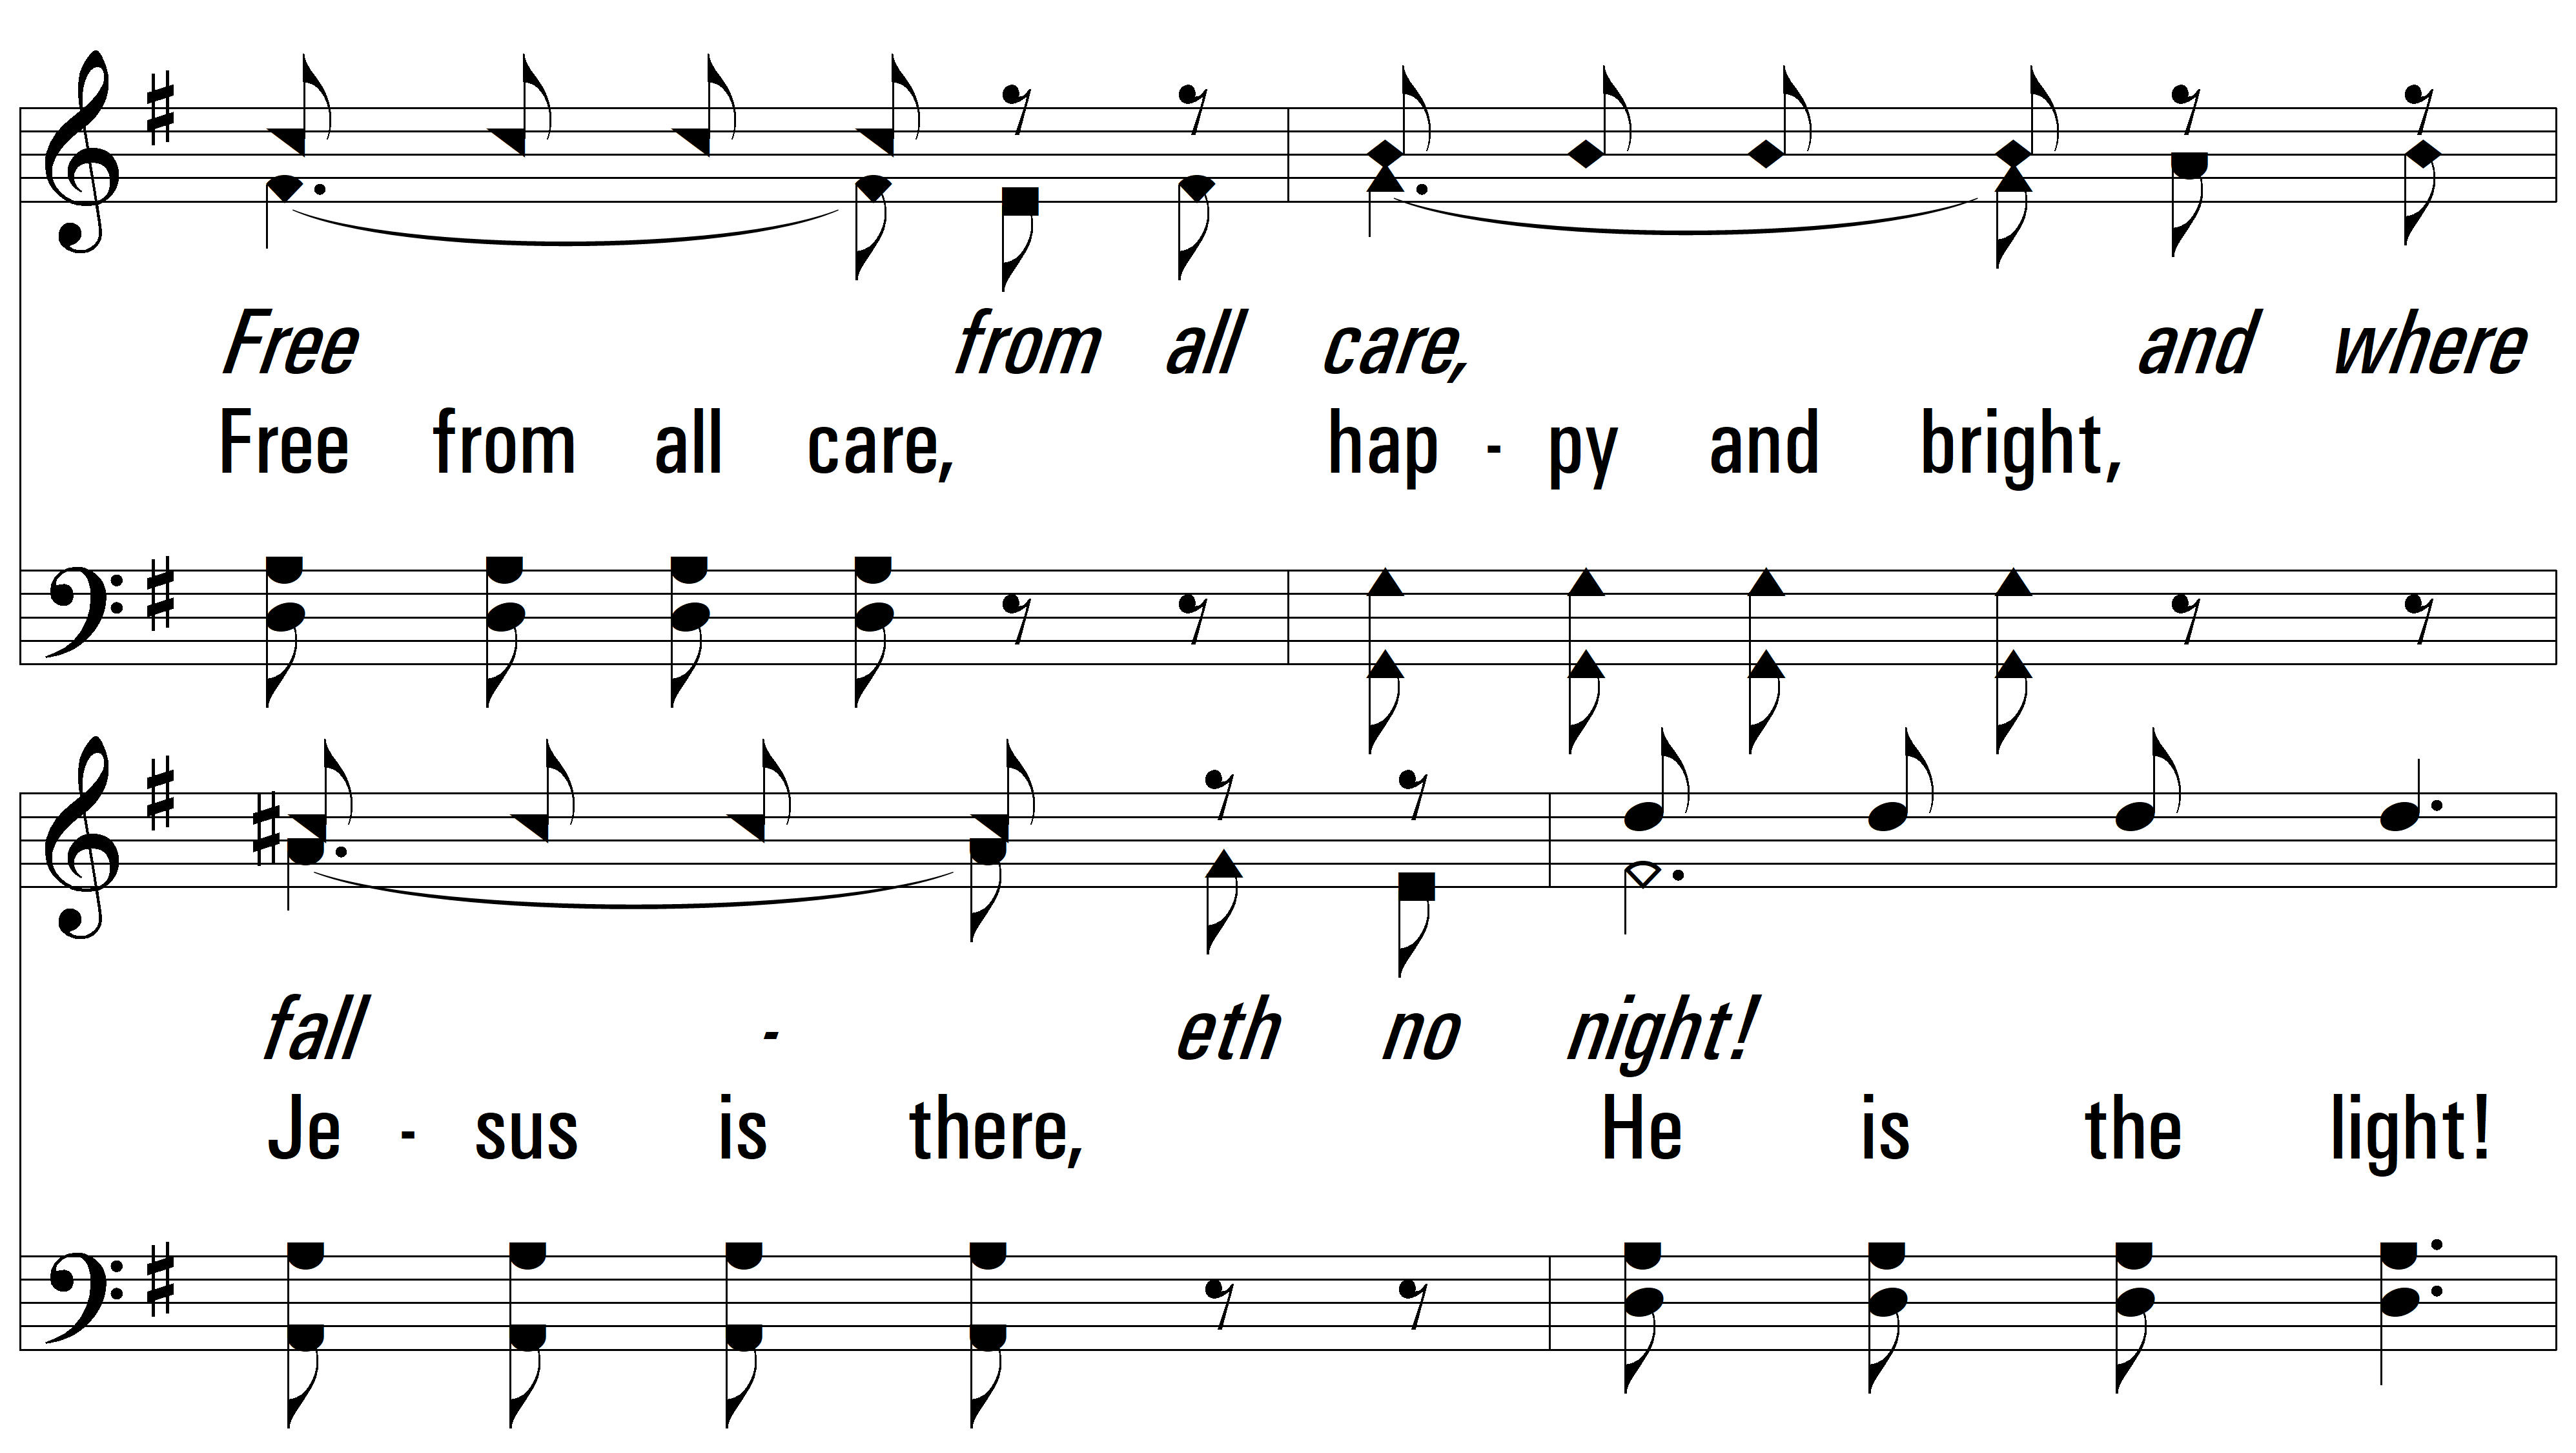 Free from all care, and where
Free from all care, hap - py and bright,
fall - eth no night!
Je - sus is there, He is the light!